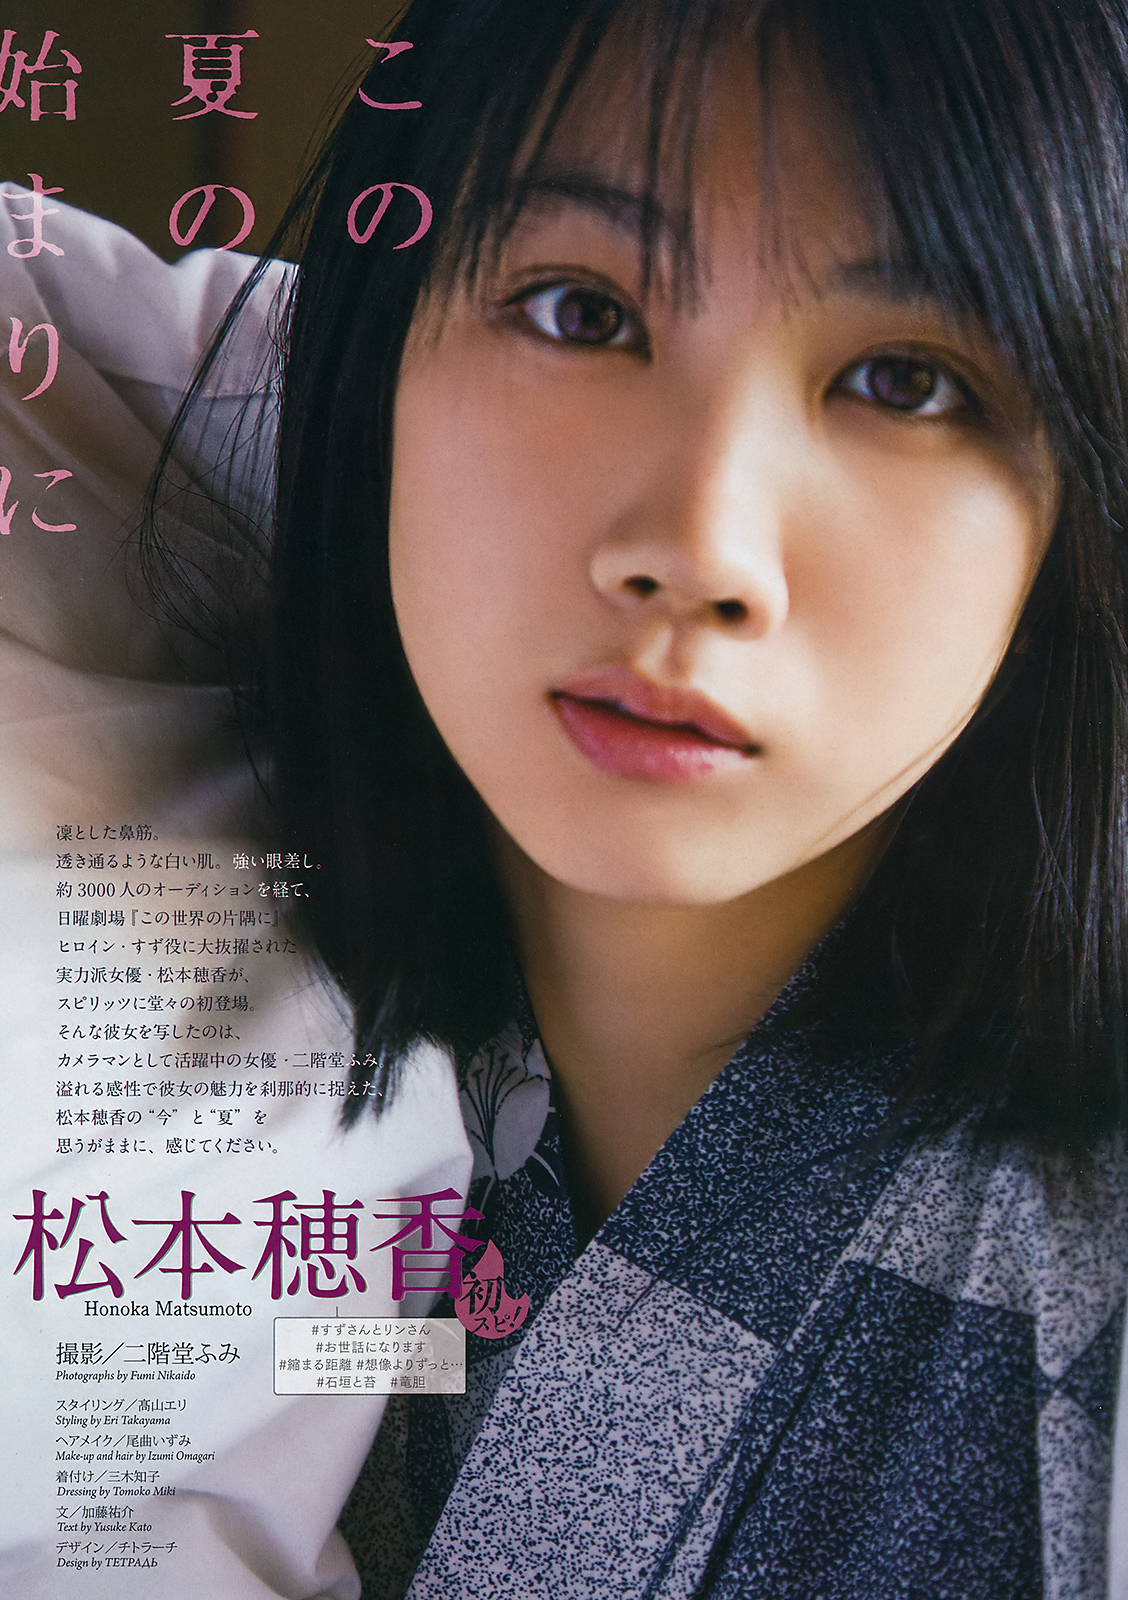 この
夏の
始まりに
凜とした鼻筋。
透き通るような白い肌。強い眼差し。
約3000人のオーディションを経て、
日曜劇場『この世界の片隅に』
ヒロイン・すず役に大抜擢された
実力派女優・松本穂香が、
スピリッツに堂々の初登場。
そんな彼女を写したのは、
カメラマンとして活躍中の女優・二階堂ふみ。
溢れる感性で彼女の魅力を刹那的に捉えた、
松本穂香の“今”と“夏”を
思うがままに、感じてください。
松本穂香
Honoka Matsumoto
初
スピ!
#すずさんとリンさん
#お世話になります
#縮まる距離 #想像よりずっと…
#石垣と苔 #竜胆
撮影/二階堂ふみ
Photographs by Fumi Nikaido
スタイリング/髙山エリ
Styling by Eri Takayama
ヘアメイク/尾曲いずみ
Make-up and hair by Izumi Omagari
着付け/三木知子
Dressing by Tomoko Miki
文/加藤祐介
Text by Yusuke Kato
デザイン/チトラーチ
Design by ТЕТРАДЬ